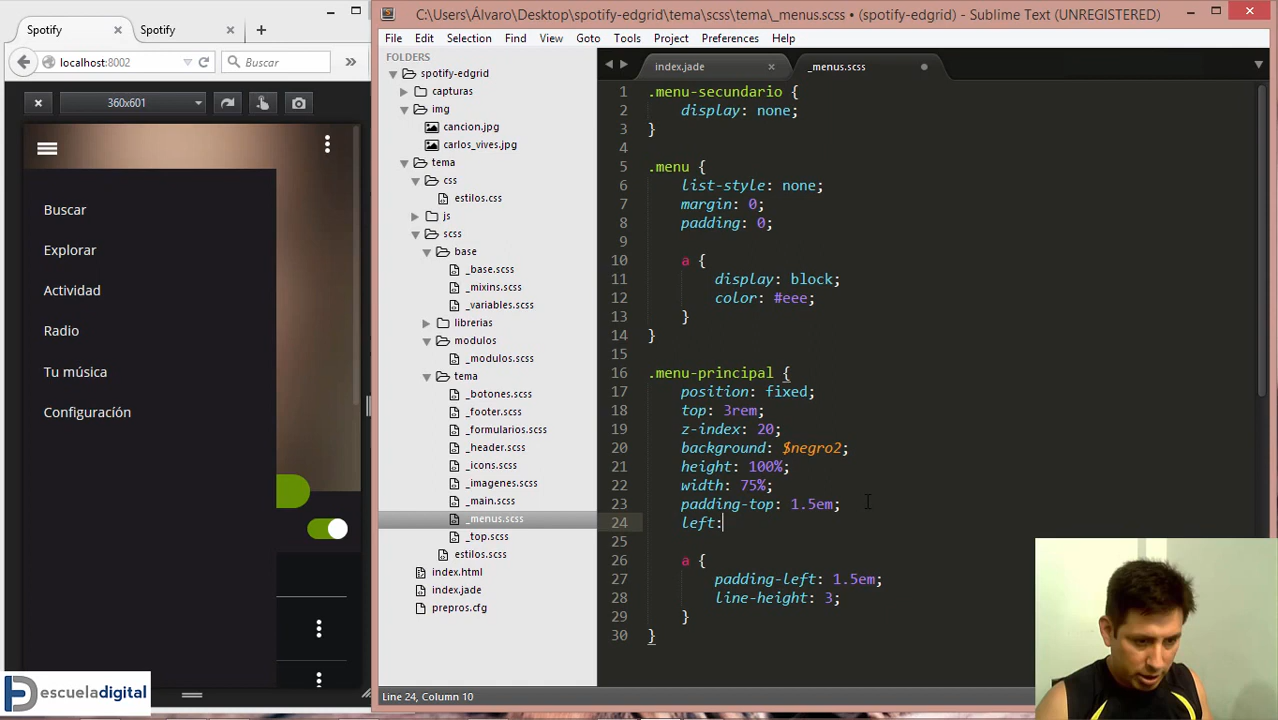 C:\Users\Álvaro\Desktop\spotify-edgrid\tema\scss\tema\_menus.scss • (spotify-edgrid) - Sublime Text (UNREGISTERED)
Spotify
Spotify
localhost:8002
Buscar
360x601
Buscar
Explorar
Actividad
Radio
Tu música
Configuración
escueladigital
File Edit Selection Find View Goto Tools Project Preferences Help
FOLDERS
spotify-edgrid
capturas
img
cancion.jpg
carlos_vives.jpg
tema
css
estilos.css
js
scss
base
_base.scss
_mixins.scss
_variables.scss
librerias
modulos
_modulos.scss
tema
_botones.scss
_footer.scss
_formularios.scss
_header.scss
_icons.scss
_imagenes.scss
_main.scss
_menus.scss
_top.scss
estilos.scss
index.html
index.jade
prepros.cfg
index.jade
_menus.scss
1 .menu-secundario {
2 display: none;
3 }
4
5 .menu {
6 list-style: none;
7 margin: 0;
8 padding: 0;
9
10 a {
11 display: block;
12 color: #eee;
13 }
14 }
15
16 .menu-principal {
17 position: fixed;
18 top: 3rem;
19 z-index: 20;
20 background: $negro2;
21 height: 100%;
22 width: 75%;
23 padding-top: 1.5em;
24 left:
25
26 a {
27 padding-left: 1.5em;
28 line-height: 3;
29 }
30 }
Line 24, Column 10